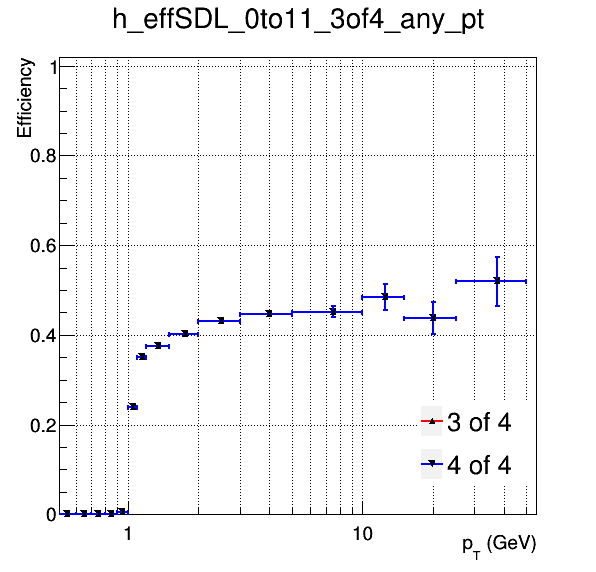 h_effSDL_0to11_3of4_any_pt
Efficiency
1
0.8
0.6
0.4
0.2
0
3 of 4
4 of 4
1
10
p_T (GeV)